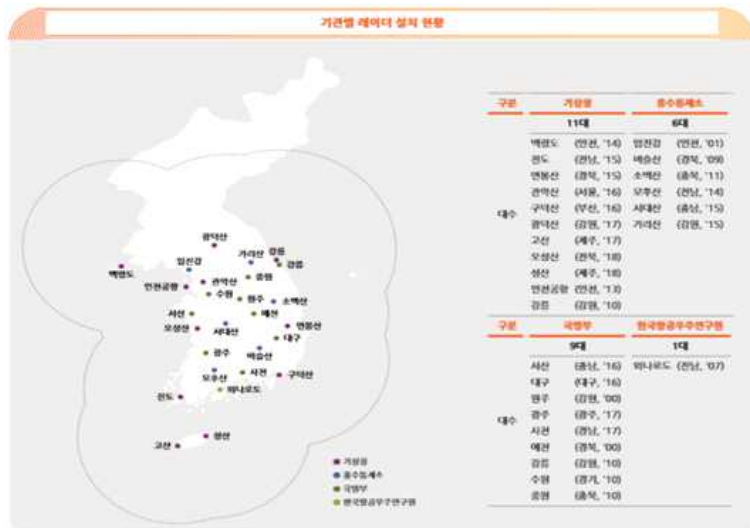 기관별 레이더 설치 현황
광덕산
가리산
강릉
강릉
임진강
백령도
관악산
중원
인천공항
수원
원주
소백산
서산
예천
오성산
서대산
면봉산
대구
광주
비슬산
모후산
사천
구덕산
진도
외나로도
성산
고산
기상청
홍수통제소
국방부
한국항공우주연구원
구분 기상청 홍수통제소
11대 6대
백령도 (인천, '14) 임진강 (인천, '01)
진도 (전남, '15) 비슬산 (경북, '09)
면봉산 (경북, '15) 소백산 (충북, '11)
관악산 (서울, '16) 모후산 (전남, '14)
대수 구덕산 (부산, '16) 서대산 (충남, '15)
광덕산 (강원, '17) 가리산 (강원, '15)
고산 (제주, '17)
오성산 (전북, '18)
성산 (제주, '18)
인천공항 (인천, '13)
강릉 (강원, '10)
구분 국방부 한국항공우주연구원
9대 1대
서산 (충남, '16) 외나로도 (전남, '07)
대구 (대구, '16)
원주 (강원, '00)
대수 광주 (광주, '17)
사천 (경남, '17)
예천 (경북, '00)
강릉 (강원, '10)
수원 (경기, '10)
중원 (충북, '10)